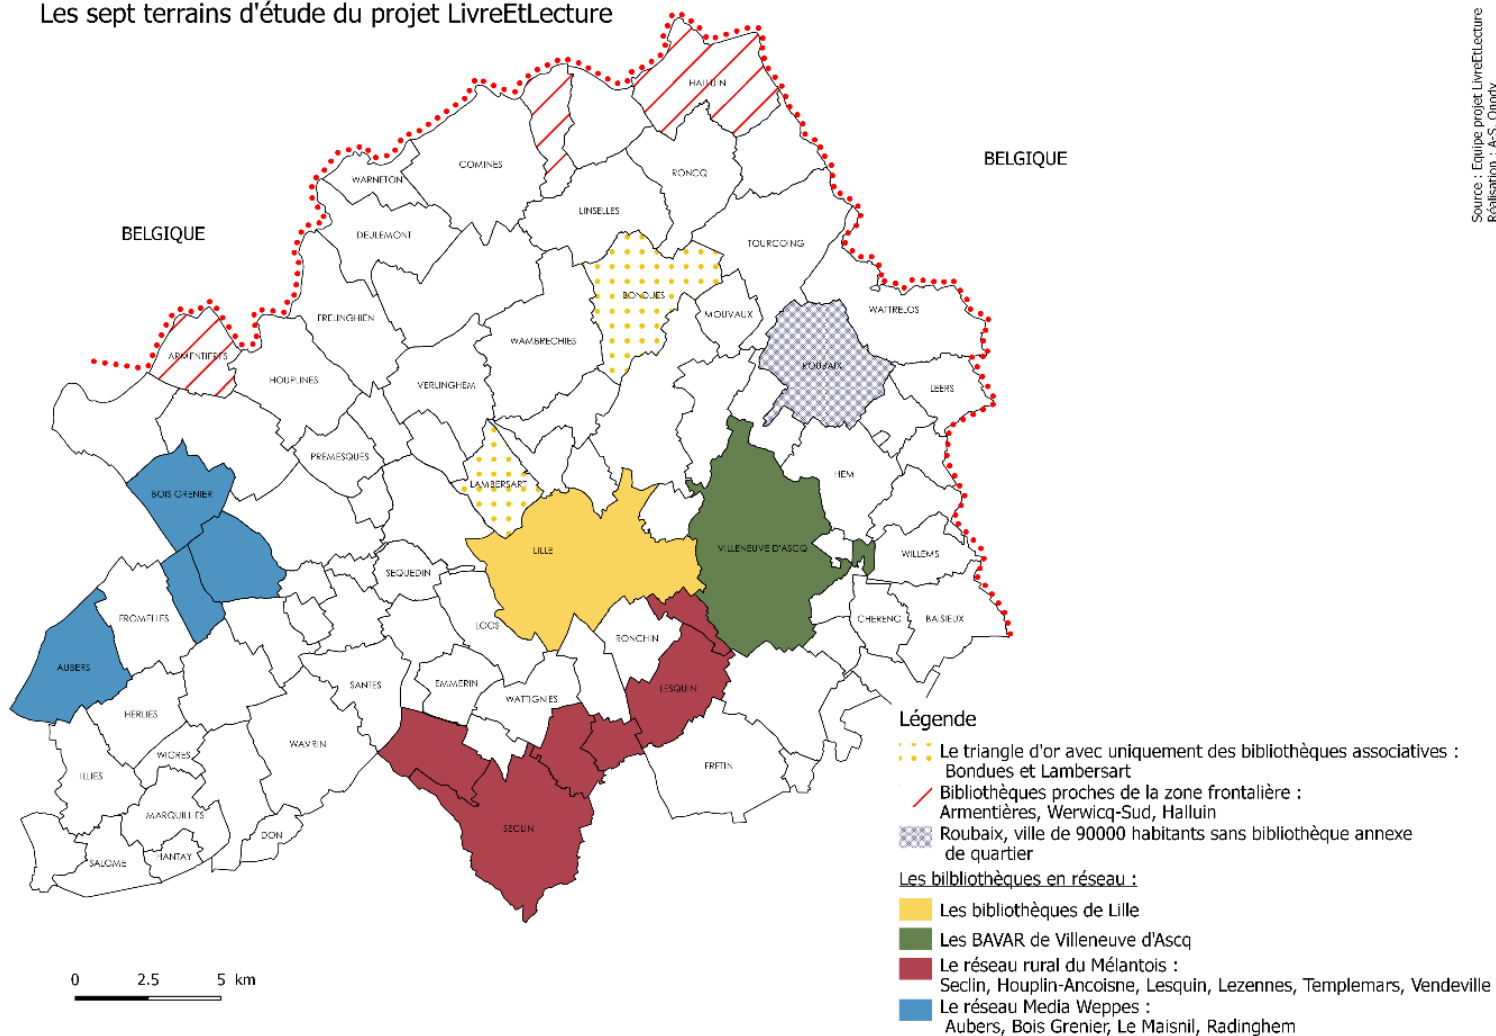 Les sept terrains d'étude du projet LivreEtLecture
Source : Equipe projet LivreEtLecture
Réalisation : A-S. Onody
HALLUIN
BELGIQUE
COMINES
WARNETON
RONCQ
LINSELLES
BELGIQUE
DEULEMONT
TOURCOING
BONDUES
FRELINGHIEN
MOUVAUX
WATTRELOS
WAMBRECHIES
ARMENTIERES
ROUBAIX
HOUPLINES
VERLINGHEM
LEERS
PREMESQUES
HEM
LAMBERSART
BOIS GRENIER
LILLE
VILLENEUVE D'ASCQ
WILLEMS
SEQUEDIN
FROMELLES
LOOS
CHERENG
BAISIEUX
RONCHIN
AUBERS
SANTES
EMMERIN
LESQUIN
WATTIGNIES
HERLIES
WAVRIN
WICRES
FRETIN
ILLIES
MARQUILLIES
SECLIN
DON
HANTAY
SALOME
Légende
Le triangle d'or avec uniquement des bibliothèques associatives :
Bondues et Lambersart
Bibliothèques proches de la zone frontalière :
Armentières, Werwicq-Sud, Halluin
Roubaix, ville de 90000 habitants sans bibliothèque annexe
de quartier
Les bilbliothèques en réseau :
Les bibliothèques de Lille
Les BAVAR de Villeneuve d'Ascq
Le réseau rural du Mélantois :
Seclin, Houplin-Ancoisne, Lesquin, Lezennes, Templemars, Vendeville
Le réseau Media Weppes :
Aubers, Bois Grenier, Le Maisnil, Radinghem
0 2.5 5 km